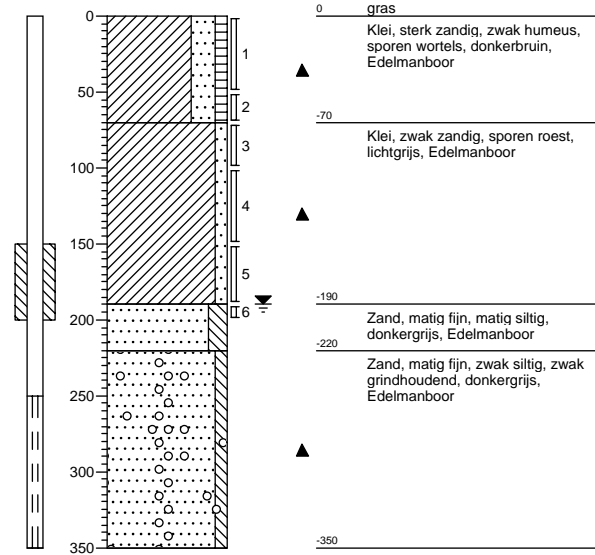 0
50
100
150
200
250
300
350
1
2
3
4
5
6
0
gras
Klei, sterk zandig, zwak humeus,
sporen wortels, donkerbruin,
Edelmanboor
-70
Klei, zwak zandig, sporen roest,
lichtgrijs, Edelmanboor
-190
Zand, matig fijn, matig siltig,
donkergrijs, Edelmanboor
-220
Zand, matig fijn, zwak siltig, zwak
grindhoudend, donkergrijs,
Edelmanboor
-350